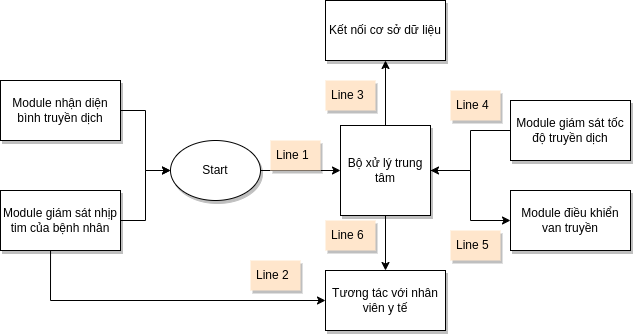 Kết nối cơ sở dữ liệu
Module nhận diện
bình truyền dịch
Line 3
Line 4
Module giám sát tốc
độ truyền dịch
Start
Line 1
Bộ xử lý trung
tâm
Module giám sát nhịp
tim của bệnh nhân
Line 6
Line 5
Module điều khiển
van truyền
Line 2
Tương tác với nhân
viên y tế